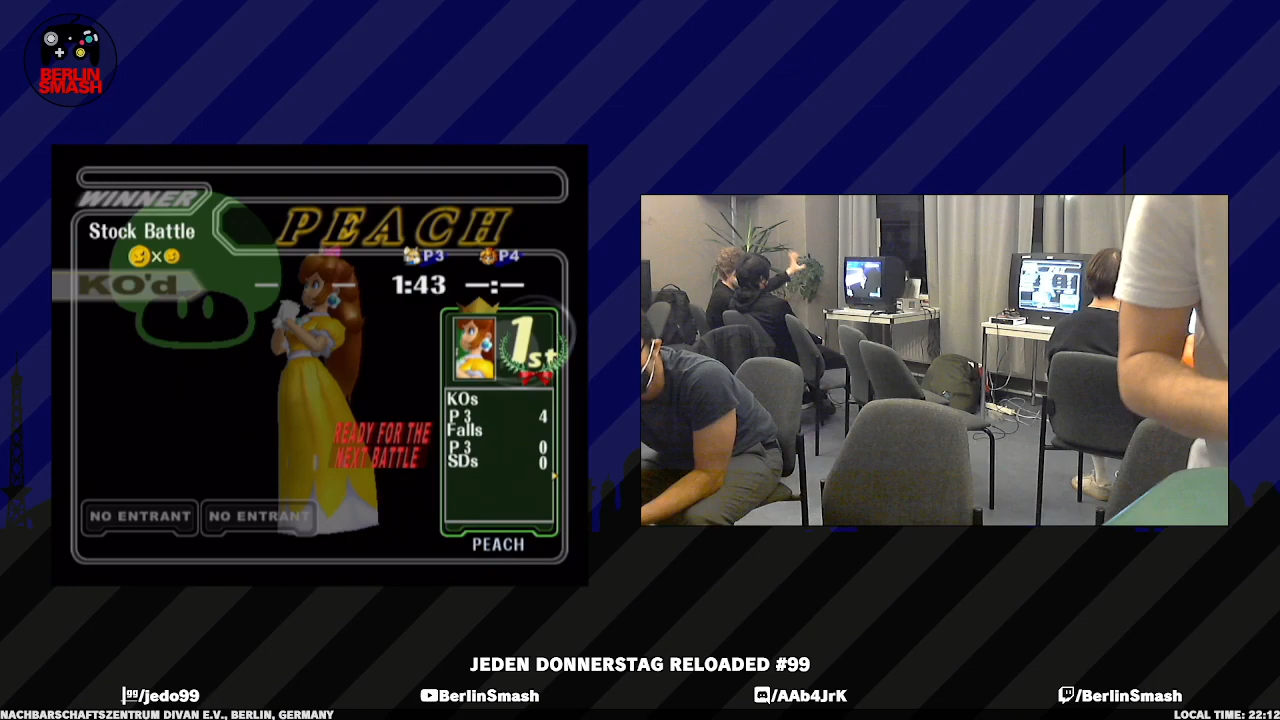 BERLIN
SMASH
WINNER
PEACH
Stock Battle
×
P3
P4
KO'd
1:43
—:—
1st
KOs
P 3 4
Falls
P 3 0
SDs 0
READY FOR THE
NEXT BATTLE
NO ENTRANT
NO ENTRANT
PEACH
JEDEN DONNERSTAG RELOADED #99
gg/jedo99
BerlinSmash
/AAb4JrK
/BerlinSmash
NACHBARSCHAFTSZENTRUM DIVAN E.V., BERLIN, GERMANY
LOCAL TIME: 22:12